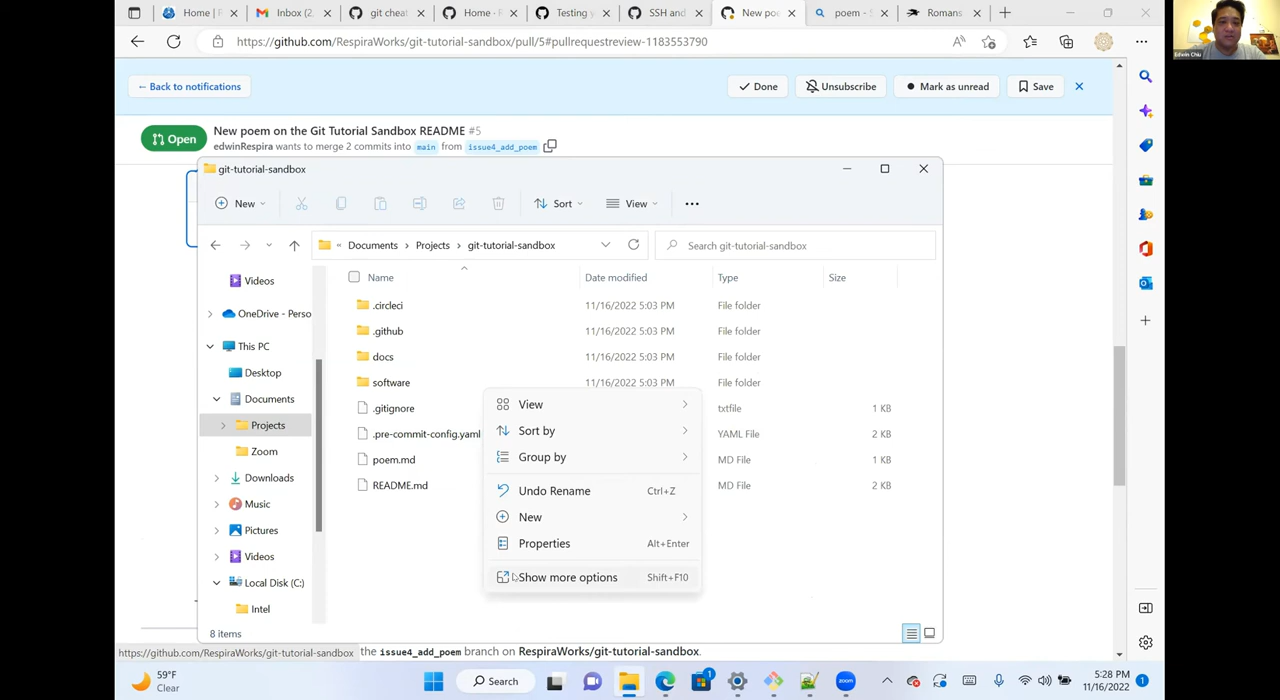 Home | F
Inbox (2,
git cheat
Home · F
Testing y
SSH and
New poe
poem - S
Romans
https://github.com/RespiraWorks/git-tutorial-sandbox/pull/5#pullrequestreview-1183553790
Edwin Chiu
← Back to notifications
Done
Unsubscribe
Mark as unread
Save
Open
New poem on the Git Tutorial Sandbox README #5
edwinRespira wants to merge 2 commits into main from issue4_add_poem
git-tutorial-sandbox
New
Sort
View
« Documents › Projects › git-tutorial-sandbox
Search git-tutorial-sandbox
Name Date modified Type Size
Videos
OneDrive - Perso
This PC
Desktop
Documents
Projects
Zoom
Downloads
Music
Pictures
Videos
Local Disk (C:)
Intel
.circleci 11/16/2022 5:03 PM File folder
.github 11/16/2022 5:03 PM File folder
docs 11/16/2022 5:03 PM File folder
software 11/16/2022 5:03 PM File folder
.gitignore txtfile 1 KB
.pre-commit-config.yaml YAML File 2 KB
poem.md MD File 1 KB
README.md MD File 2 KB
View
Sort by
Group by
Undo Rename Ctrl+Z
New
Properties Alt+Enter
Show more options Shift+F10
8 items
https://github.com/RespiraWorks/git-tutorial-sandbox
the issue4_add_poem branch on RespiraWorks/git-tutorial-sandbox.
59°F
Clear
Search
1
zoom
5:28 PM
11/16/2022
1